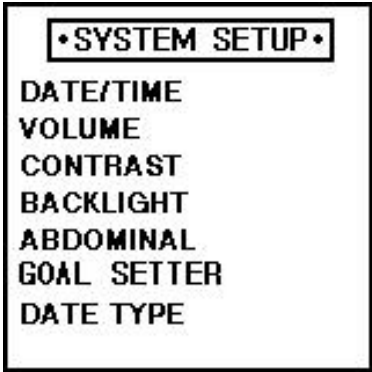 •SYSTEM SETUP•
DATE/TIME
VOLUME
CONTRAST
BACKLIGHT
ABDOMINAL
GOAL SETTER
DATE TYPE